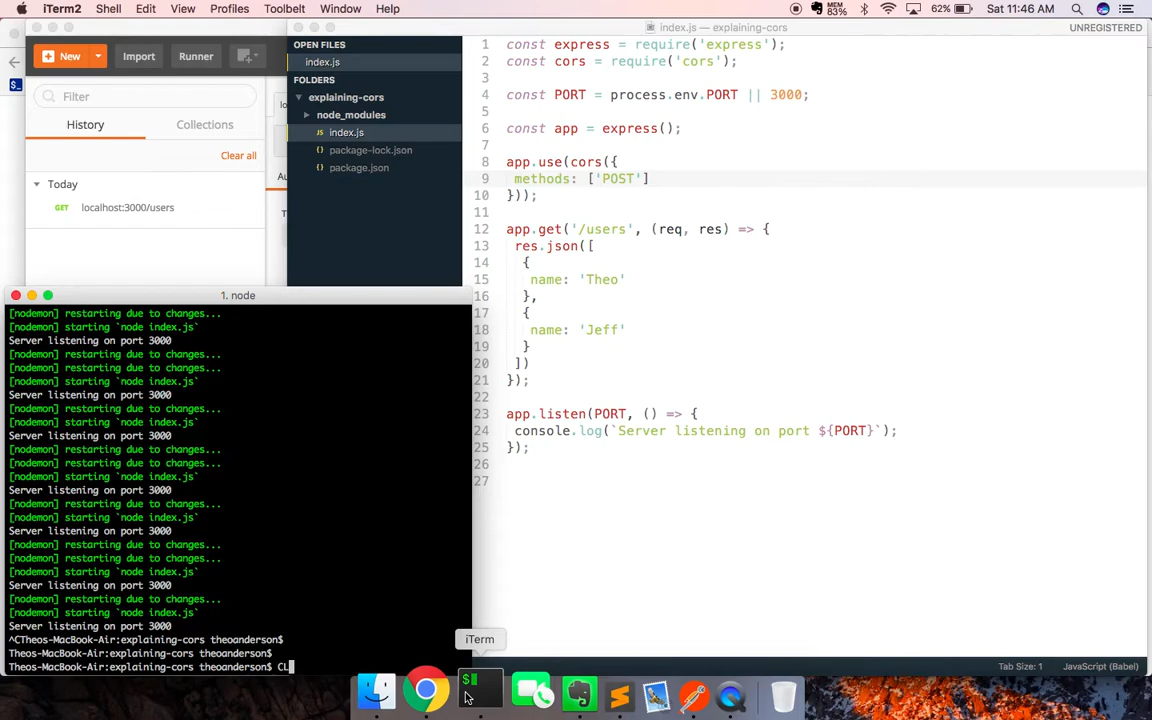 iTerm2 Shell Edit View Profiles Toolbelt Window Help
MEM 83% 62% Sat 11:46 AM
index.js — explaining-cors UNREGISTERED
New Import Runner
Filter
History Collections
Clear all
Today
GET localhost:3000/users
OPEN FILES
index.js
FOLDERS
explaining-cors
node_modules
JS index.js
package-lock.json
package.json
1 const express = require('express');
2 const cors = require('cors');
3
4 const PORT = process.env.PORT || 3000;
5
6 const app = express();
7
8 app.use(cors({
9 methods: ['POST']
10 }));
11
12 app.get('/users', (req, res) => {
13 res.json([
14 {
15 name: 'Theo'
16 },
17 {
18 name: 'Jeff'
19 }
20 ])
21 });
22
23 app.listen(PORT, () => {
24 console.log(`Server listening on port ${PORT}`);
25 });
26
27
1. node
[nodemon] restarting due to changes...
[nodemon] starting `node index.js`
Server listening on port 3000
[nodemon] restarting due to changes...
[nodemon] restarting due to changes...
[nodemon] starting `node index.js`
Server listening on port 3000
[nodemon] restarting due to changes...
[nodemon] starting `node index.js`
Server listening on port 3000
[nodemon] restarting due to changes...
[nodemon] restarting due to changes...
[nodemon] starting `node index.js`
Server listening on port 3000
[nodemon] restarting due to changes...
[nodemon] starting `node index.js`
Server listening on port 3000
[nodemon] restarting due to changes...
[nodemon] restarting due to changes...
[nodemon] starting `node index.js`
Server listening on port 3000
[nodemon] restarting due to changes...
[nodemon] starting `node index.js`
Server listening on port 3000
^CTheos-MacBook-Air:explaining-cors theoanderson$
Theos-MacBook-Air:explaining-cors theoanderson$
Theos-MacBook-Air:explaining-cors theoanderson$ CL
iTerm
Tab Size: 1 JavaScript (Babel)